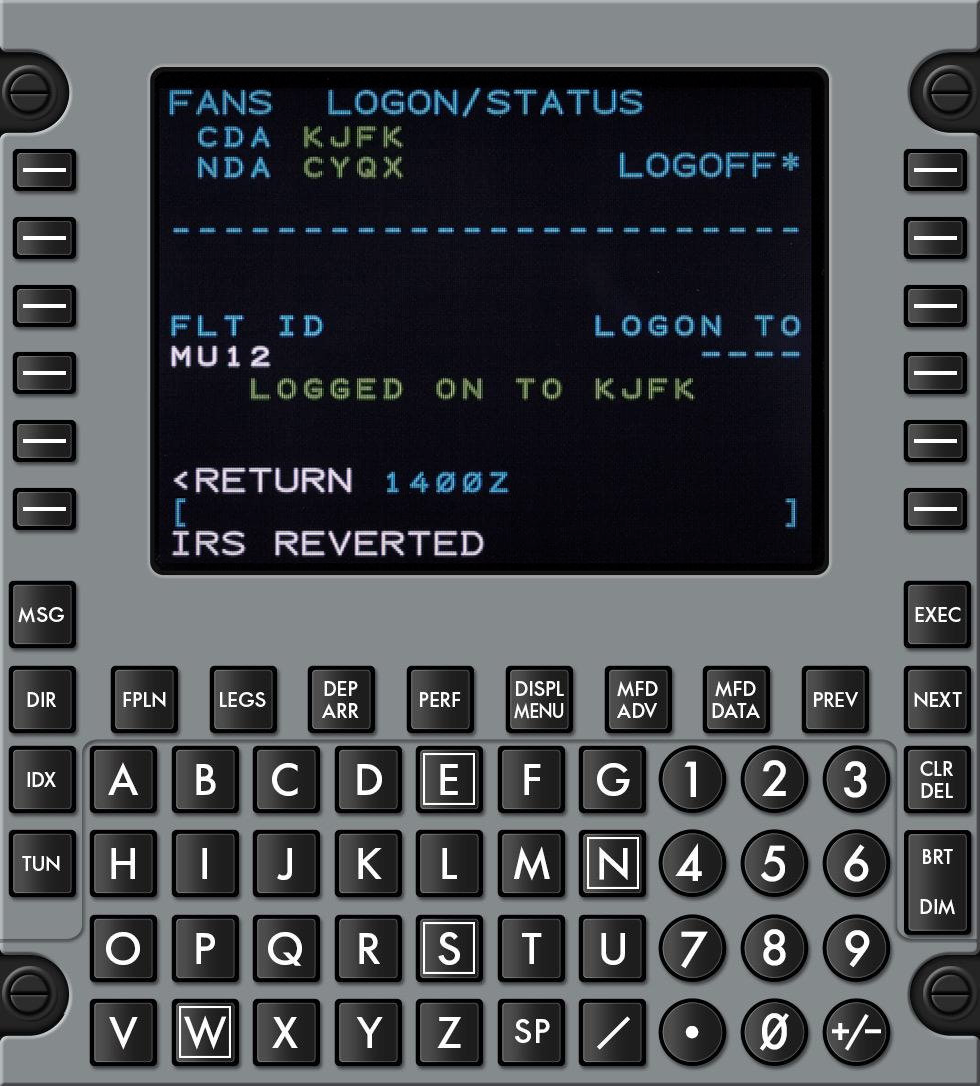 FANS LOGON/STATUS
CDA KJFK
NDA CYQX LOGOFF*
------------------------
FLT ID LOGON TO
MU12 ----
LOGGED ON TO KJFK
<RETURN 1400Z
[ ]
IRS REVERTED
MSG EXEC
DIR FPLN LEGS DEP ARR PERF DISPL MENU MFD ADV MFD DATA PREV NEXT
IDX A B C D E F G 1 2 3 CLR DEL
TUN H I J K L M N 4 5 6 BRT DIM
O P Q R S T U 7 8 9
V W X Y Z SP / . 0 +/-